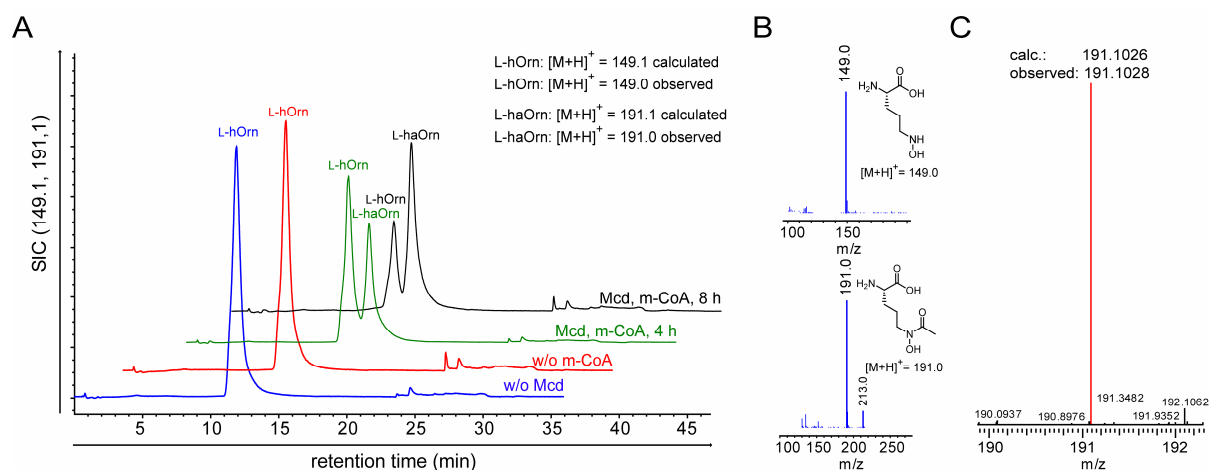 A
SIC (149.1, 191,1)
L-hOrn: [M+H]+ = 149.1 calculated
L-hOrn: [M+H]+ = 149.0 observed
L-haOrn: [M+H]+ = 191.1 calculated
L-haOrn: [M+H]+ = 191.0 observed
L-hOrn
L-hOrn
L-hOrn
L-haOrn
L-hOrn
L-haOrn
Mcd, m-CoA, 8 h
Mcd, m-CoA, 4 h
w/o m-CoA
w/o Mcd
10 15 20 25 30 35 40 45
retention time (min)
B
149.0
H2N
O
OH
NH
OH
[M+H]+= 149.0
100 150
m/z
191.0
213.0
H2N
O
OH
O
N
OH
[M+H]+= 191.0
100 150 200 250
m/z
C
calc.: 191.1026
observed: 191.1028
190.0937
190.8976
191.3482
191.9352
192.1062
190 191 192
m/z